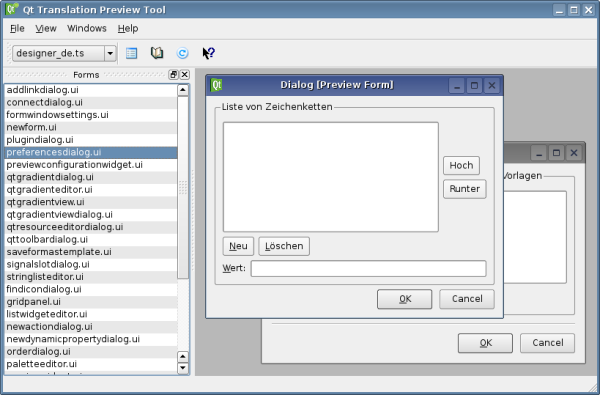 Qt Translation Preview Tool
File View Windows Help
designer_de.ts
Forms
addlinkdialog.ui
connectdialog.ui
formwindowsettings.ui
newform.ui
plugindialog.ui
preferencesdialog.ui
previewconfigurationwidget.ui
qtgradientdialog.ui
qtgradienteditor.ui
qtgradientview.ui
qtgradientviewdialog.ui
qtresourceeditordialog.ui
qttoolbardialog.ui
saveformastemplate.ui
signalslotdialog.ui
stringlisteditor.ui
findicondialog.ui
gridpanel.ui
listwidgeteditor.ui
newactiondialog.ui
newdynamicpropertydialog.ui
orderdialog.ui
paletteeditor.ui
Qt Dialog [Preview Form]
Liste von Zeichenketten
Hoch
Runter
Neu Löschen
Wert:
OK Cancel
Vorlagen
OK Cancel